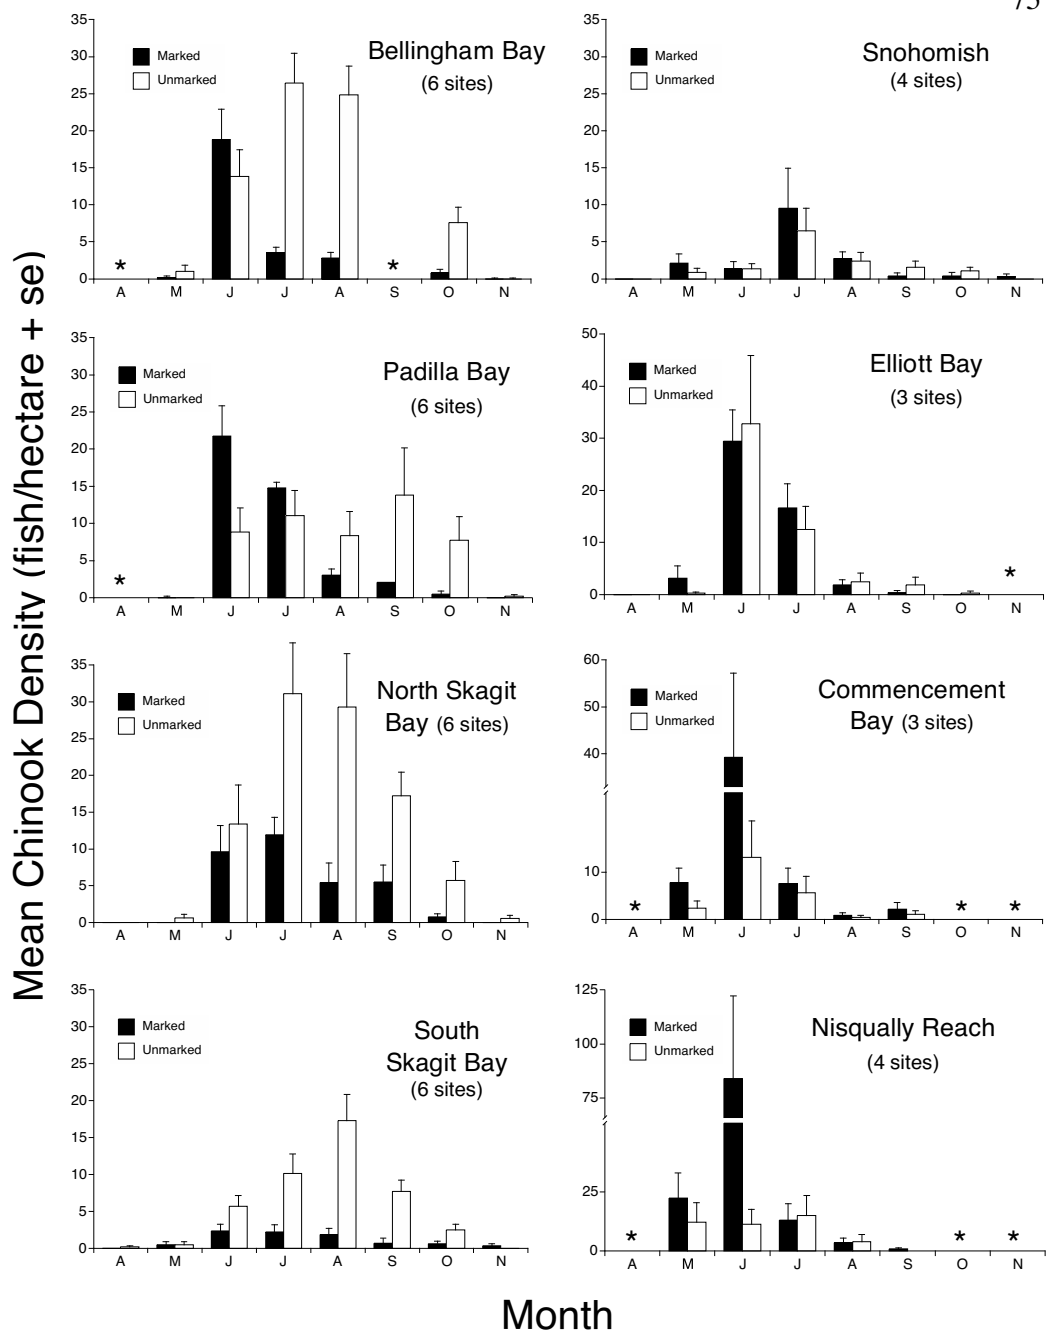 Mean Chinook Density (fish/hectare + se)
Month
Bellingham Bay
(6 sites)
Marked
Unmarked
35
30
25
20
15
10
5
0
* *
A M J J A S O N
Padilla Bay
(6 sites)
Marked
Unmarked
35
30
25
20
15
10
5
0
*
A M J J A S O N
North Skagit
Bay (6 sites)
Marked
Unmarked
35
30
25
20
15
10
5
0
A M J J A S O N
South
Skagit Bay
(6 sites)
Marked
Unmarked
35
30
25
20
15
10
5
0
A M J J A S O N
Snohomish
(4 sites)
Marked
Unmarked
35
30
25
20
15
10
5
0
A M J J A S O N
Elliott Bay
(3 sites)
Marked
Unmarked
50
40
30
20
10
0
*
A M J J A S O N
Commencement
Bay (3 sites)
Marked
Unmarked
60
50
40
10
0
* * *
A M J J A S O N
Nisqually Reach
(4 sites)
Marked
Unmarked
125
100
75
25
0
* * *
A M J J A S O N